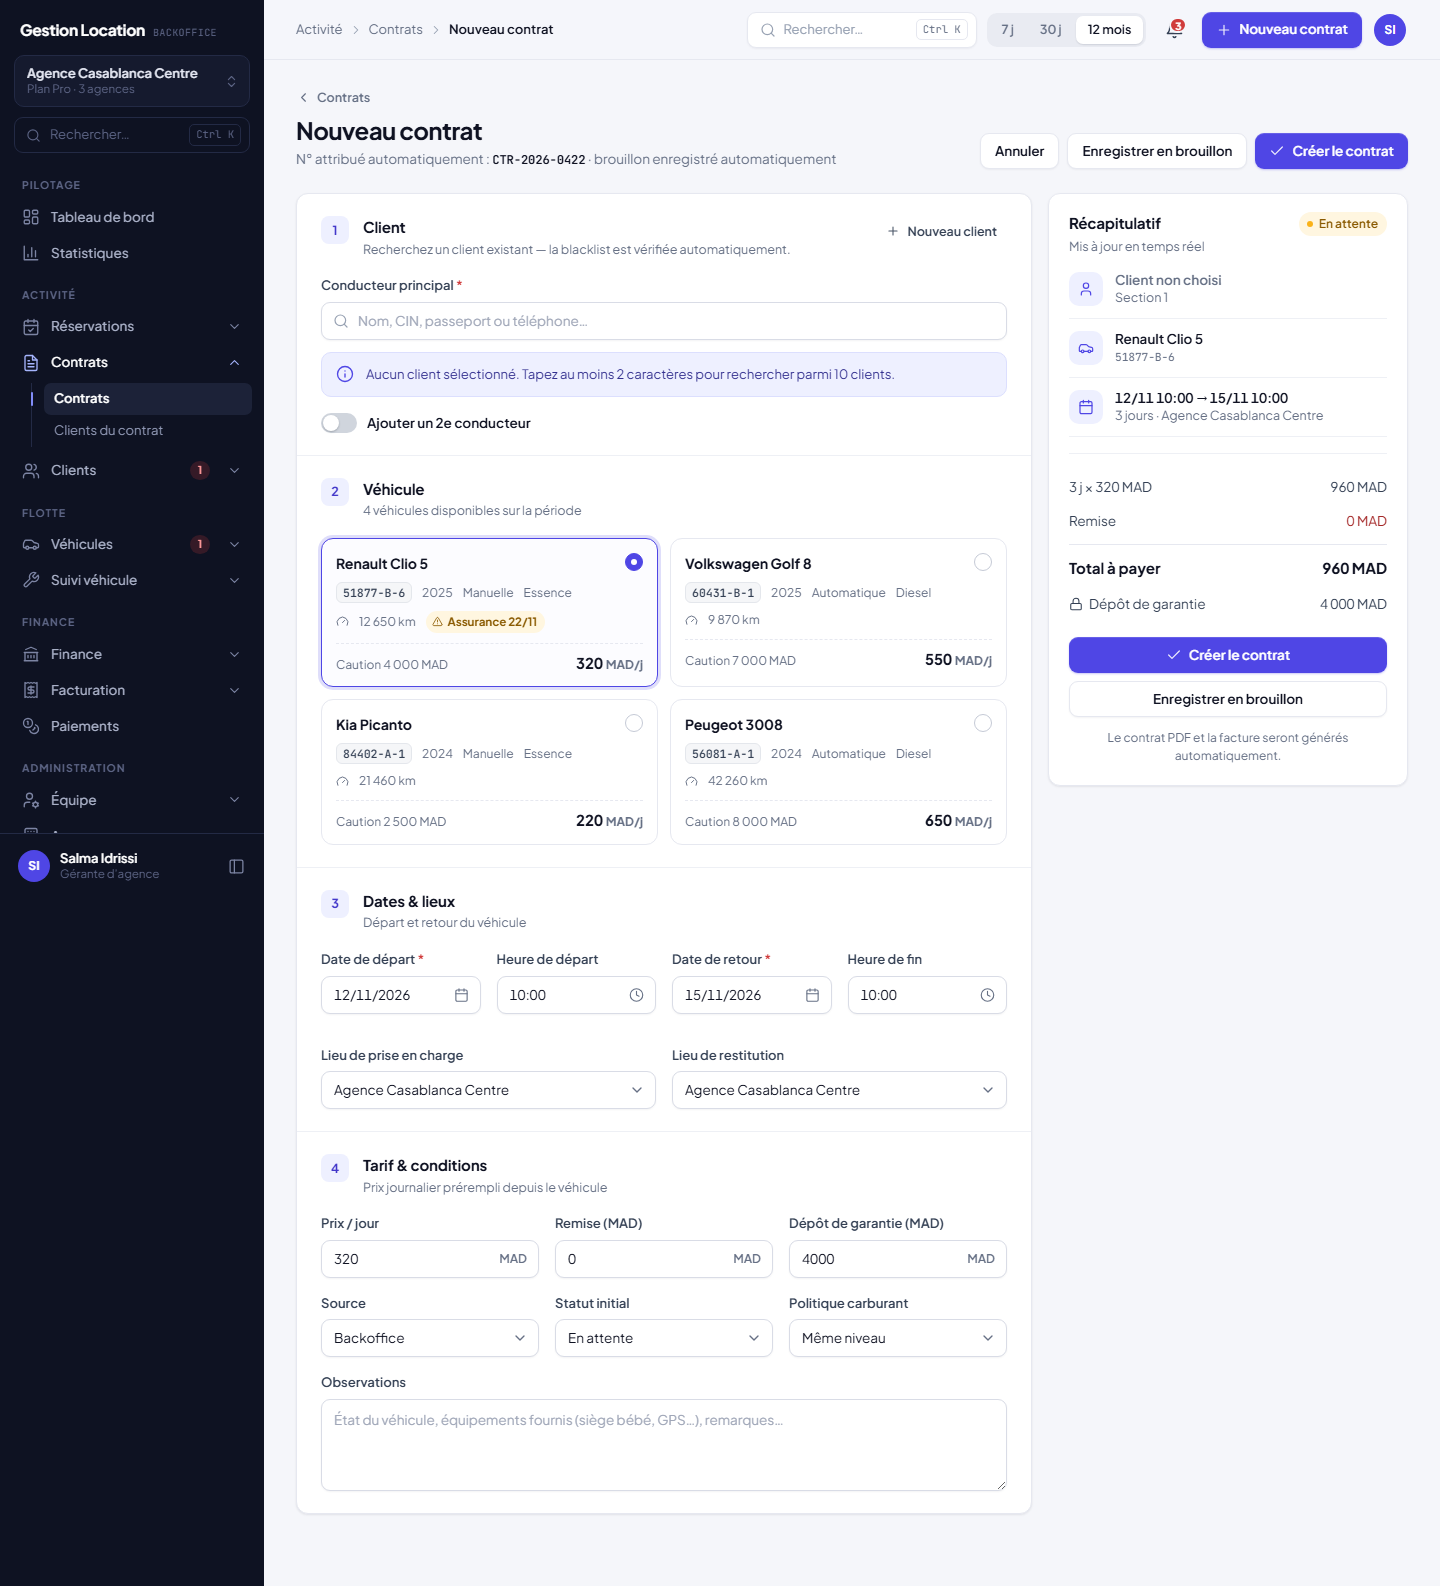 Gestion Location BACKOFFICE
Agence Casablanca Centre
Plan Pro · 3 agences
Rechercher… Ctrl K
PILOTAGE
Tableau de bord
Statistiques
ACTIVITÉ
Réservations
Contrats
Contrats
Clients du contrat
Clients 1
FLOTTE
Véhicules 1
Suivi véhicule
FINANCE
Finance
Facturation
Paiements
ADMINISTRATION
Équipe
Salma Idrissi
SI
Gérante d'agence
Activité > Contrats > Nouveau contrat
Rechercher… Ctrl K
7 j 30 j 12 mois
3
Nouveau contrat
SI
Contrats
Nouveau contrat
N° attribué automatiquement : CTR-2026-0422 · brouillon enregistré automatiquement
Annuler
Enregistrer en brouillon
Créer le contrat
1 Client
Recherchez un client existant — la blacklist est vérifiée automatiquement.
Nouveau client
Conducteur principal *
Nom, CIN, passeport ou téléphone…
Aucun client sélectionné. Tapez au moins 2 caractères pour rechercher parmi 10 clients.
Ajouter un 2e conducteur
2 Véhicule
4 véhicules disponibles sur la période
Renault Clio 5
51877-B-6 2025 Manuelle Essence
12 650 km Assurance 22/11
Caution 4 000 MAD 320 MAD/j
Volkswagen Golf 8
60431-B-1 2025 Automatique Diesel
9 870 km
Caution 7 000 MAD 550 MAD/j
Kia Picanto
84402-A-1 2024 Manuelle Essence
21 460 km
Caution 2 500 MAD 220 MAD/j
Peugeot 3008
56081-A-1 2024 Automatique Diesel
42 260 km
Caution 8 000 MAD 650 MAD/j
3 Dates & lieux
Départ et retour du véhicule
Date de départ * Heure de départ Date de retour * Heure de fin
12/11/2026 10:00 15/11/2026 10:00
Lieu de prise en charge Lieu de restitution
Agence Casablanca Centre Agence Casablanca Centre
4 Tarif & conditions
Prix journalier prérempli depuis le véhicule
Prix / jour Remise (MAD) Dépôt de garantie (MAD)
320 MAD 0 MAD 4000 MAD
Source Statut initial Politique carburant
Backoffice En attente Même niveau
Observations
État du véhicule, équipements fournis (siège bébé, GPS…), remarques…
Récapitulatif En attente
Mis à jour en temps réel
Client non choisi
Section 1
Renault Clio 5
51877-B-6
12/11 10:00 → 15/11 10:00
3 jours · Agence Casablanca Centre
3 j × 320 MAD 960 MAD
Remise 0 MAD
Total à payer 960 MAD
Dépôt de garantie 4 000 MAD
Créer le contrat
Enregistrer en brouillon
Le contrat PDF et la facture seront générés
automatiquement.